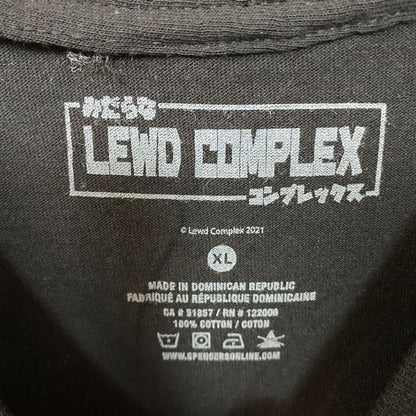 みだらな
LEWD COMPLEX
コンプレックス
© Lewd Complex 2021
XL
MADE IN DOMINICAN REPUBLIC
FABRIQUÉ AU RÉPUBLIQUE DOMINICAINE
CA # 51857 / RN # 122008
100% COTTON / COTON
WWW.SPENCERSONLINE.COM